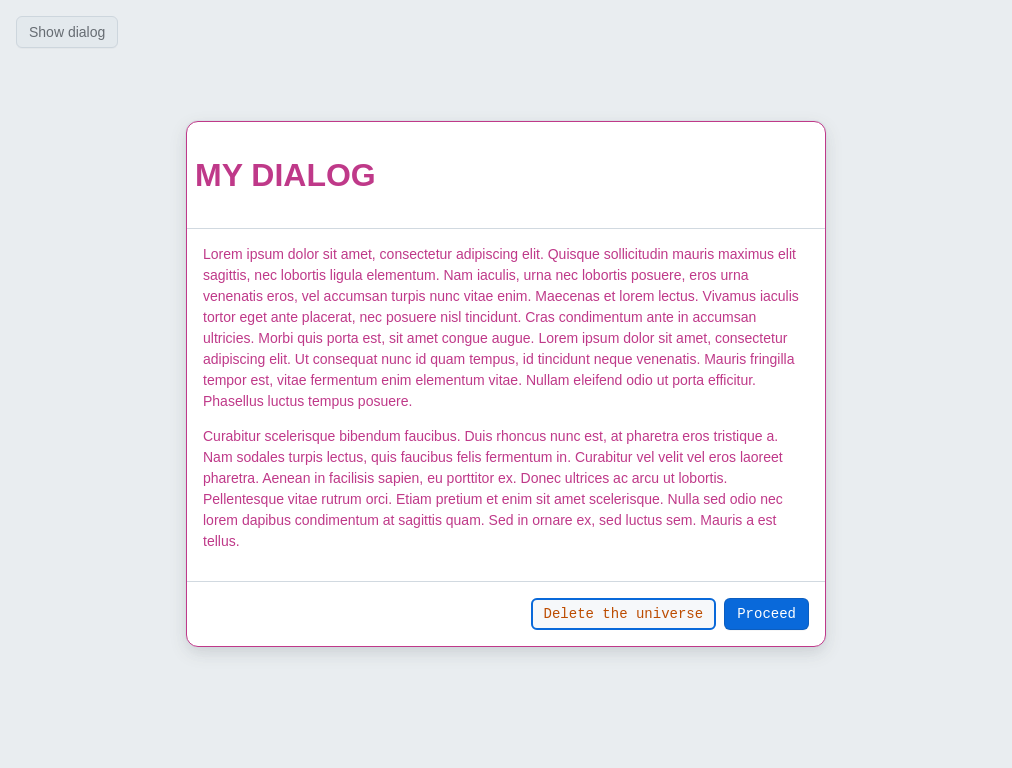 Show dialog
MY DIALOG
Lorem ipsum dolor sit amet, consectetur adipiscing elit. Quisque sollicitudin mauris maximus elit
sagittis, nec lobortis ligula elementum. Nam iaculis, urna nec lobortis posuere, eros urna
venenatis eros, vel accumsan turpis nunc vitae enim. Maecenas et lorem lectus. Vivamus iaculis
tortor eget ante placerat, nec posuere nisl tincidunt. Cras condimentum ante in accumsan
ultricies. Morbi quis porta est, sit amet congue augue. Lorem ipsum dolor sit amet, consectetur
adipiscing elit. Ut consequat nunc id quam tempus, id tincidunt neque venenatis. Mauris fringilla
tempor est, vitae fermentum enim elementum vitae. Nullam eleifend odio ut porta efficitur.
Phasellus luctus tempus posuere.
Curabitur scelerisque bibendum faucibus. Duis rhoncus nunc est, at pharetra eros tristique a.
Nam sodales turpis lectus, quis faucibus felis fermentum in. Curabitur vel velit vel eros laoreet
pharetra. Aenean in facilisis sapien, eu porttitor ex. Donec ultrices ac arcu ut lobortis.
Pellentesque vitae rutrum orci. Etiam pretium et enim sit amet scelerisque. Nulla sed odio nec
lorem dapibus condimentum at sagittis quam. Sed in ornare ex, sed luctus sem. Mauris a est
tellus.
Delete the universe Proceed